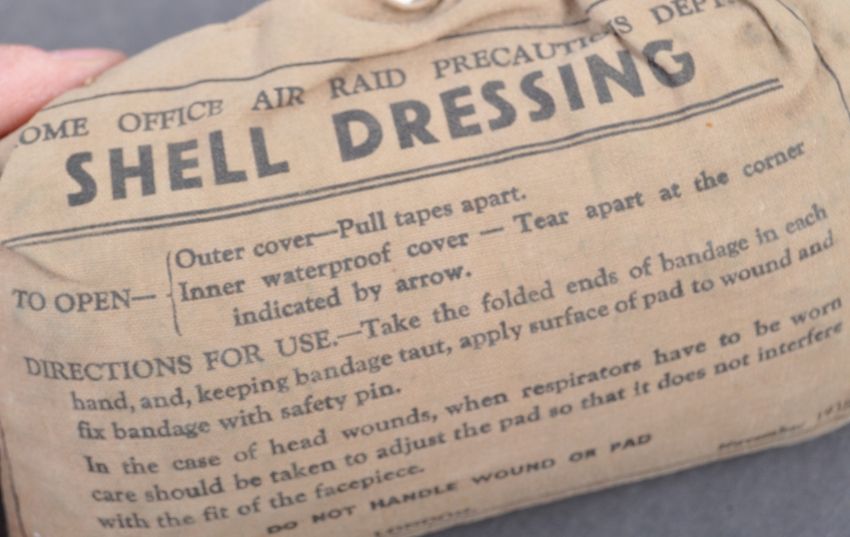 OME OFFICE AIR RAID PRECAUTIONS DEPT
SHELL DRESSING
TO OPEN— { Outer cover—Pull tapes apart.
Inner waterproof cover — Tear apart at the corner
indicated by arrow.
DIRECTIONS FOR USE.—Take the folded ends of bandage in each
hand, and, keeping bandage taut, apply surface of pad to wound and
fix bandage with safety pin.
In the case of head wounds, when respirators have to be worn
care should be taken to adjust the pad so that it does not interfere
with the fit of the facepiece.
DO NOT HANDLE WOUND OR PAD
November
LONDON